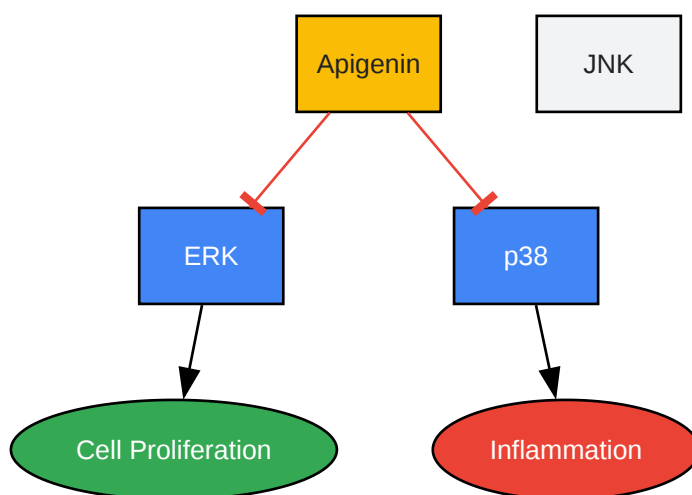 Apigenin
JNK
ERK
p38
Cell Proliferation
Inflammation